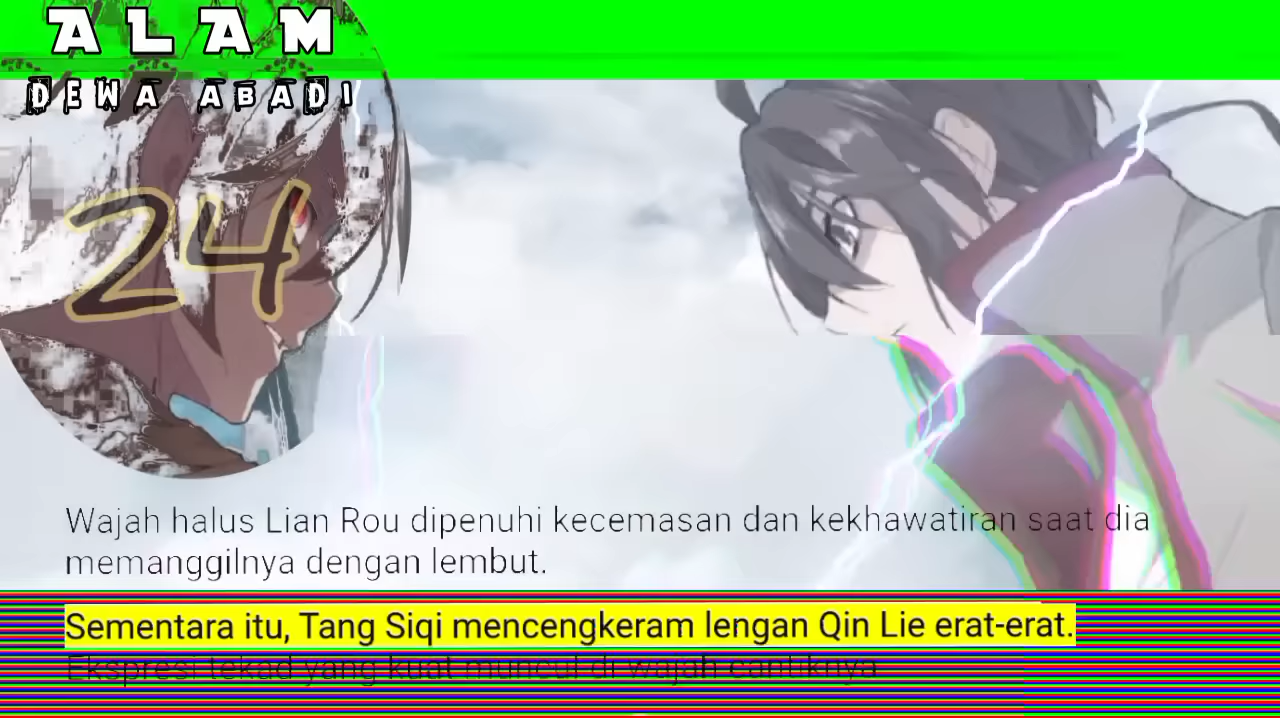 ALAM
DEWA ABADI
24
Wajah halus Lian Rou dipenuhi kecemasan dan kekhawatiran saat dia
memanggilnya dengan lembut.
Sementara itu, Tang Siqi mencengkeram lengan Qin Lie erat-erat.
Ekspresi tekad yang kuat muncul di wajah cantiknya